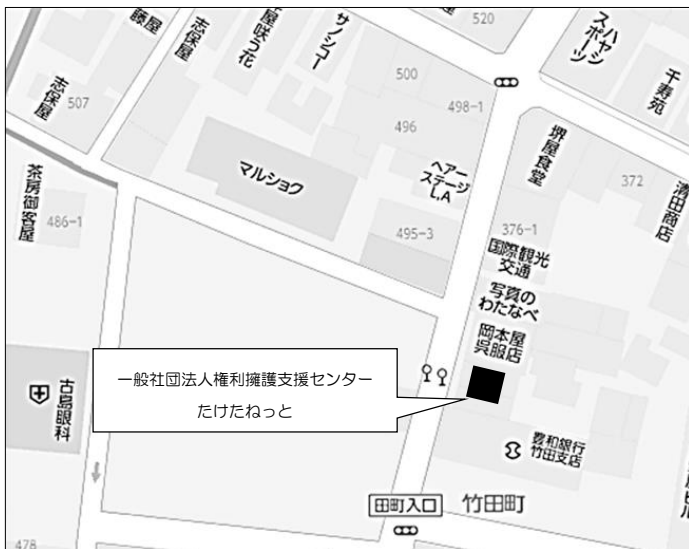 藤屋
志保屋
屋咲う花
サノシコー
520
ハヤシ
スポーツ
千寿苑
志保屋
507
500
498-1
496
堺屋食堂
372
清田商店
マルショク
ヘアー
ステージ
L,A
茶房御客屋
486-1
495-3
376-1
国際観光
交通
写真の
わたなべ
岡本屋
呉服店
一般社団法人権利擁護支援センター
たけたねっと
古島眼科
豊和銀行
竹田支店
田町入口
竹田町
478